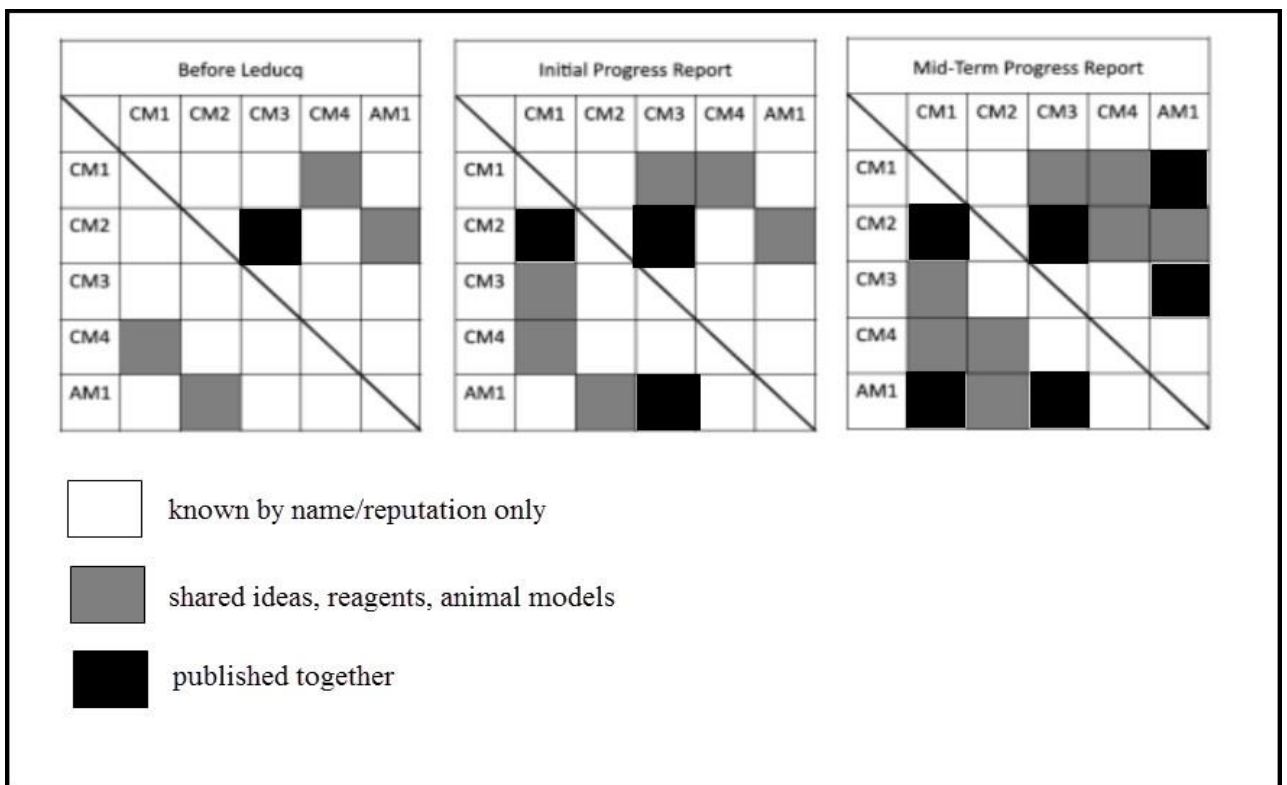 Before Leducq
CM1 CM2 CM3 CM4 AM1
CM1
CM2
CM3
CM4
AM1
Initial Progress Report
CM1 CM2 CM3 CM4 AM1
CM1
CM2
CM3
CM4
AM1
Mid-Term Progress Report
CM1 CM2 CM3 CM4 AM1
CM1
CM2
CM3
CM4
AM1
known by name/reputation only
shared ideas, reagents, animal models
published together